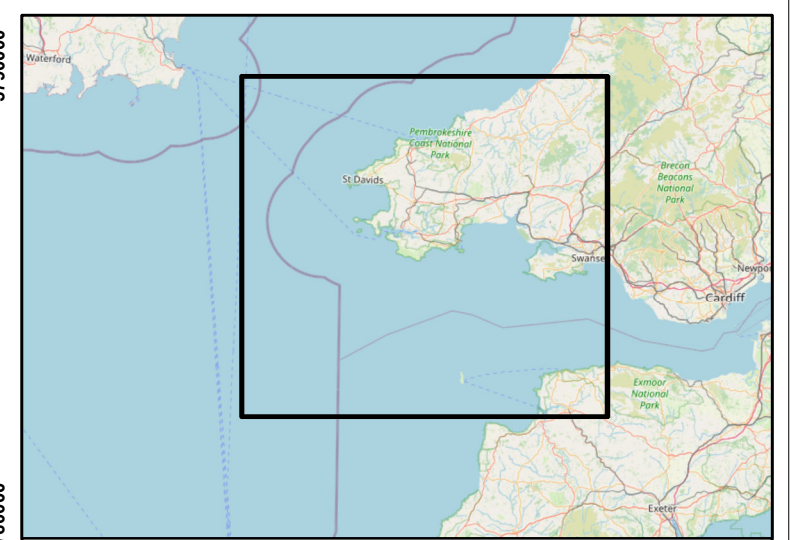 Waterford
Pembrokeshire
Coast National
Park
St Davids
Brecon
Beacons
National
Park
Swanse
Newpo
Cardiff
Exmoor
National
Park
Exeter